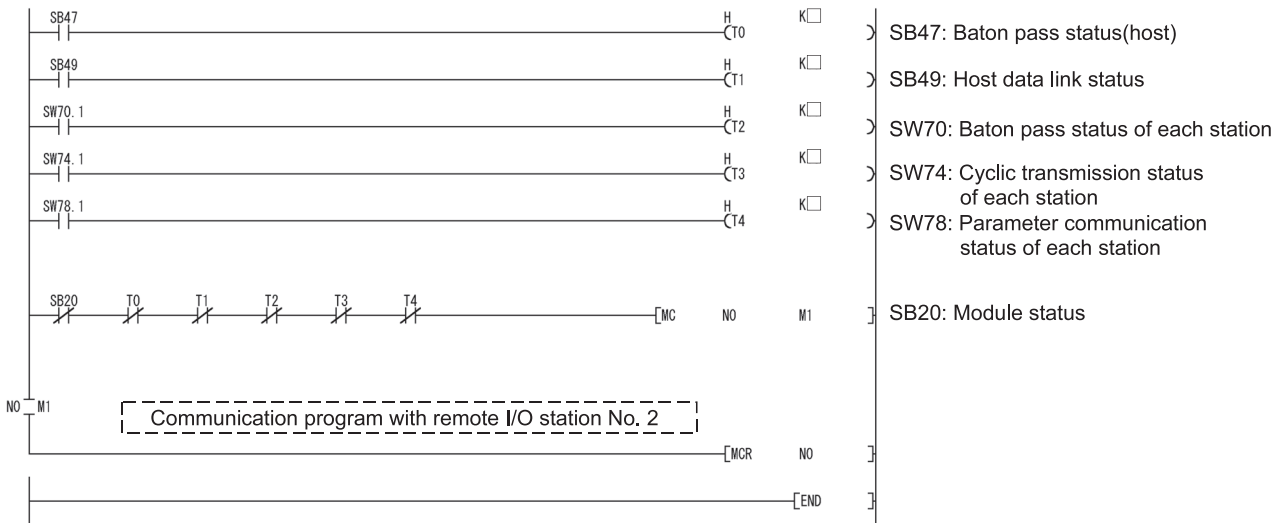 SB47 H K□
(T0 ) SB47: Baton pass status(host)
SB49 H K□
(T1 ) SB49: Host data link status
SW70.1 H K□
(T2 ) SW70: Baton pass status of each station
SW74.1 H K□
(T3 ) SW74: Cyclic transmission status
of each station
SW78.1 H K□
(T4 ) SW78: Parameter communication
status of each station
SB20 T0 T1 T2 T3 T4
[MC N0 M1 ] SB20: Module status
N0 M1
Communication program with remote I/O station No. 2
[MCR N0 ]
[END ]